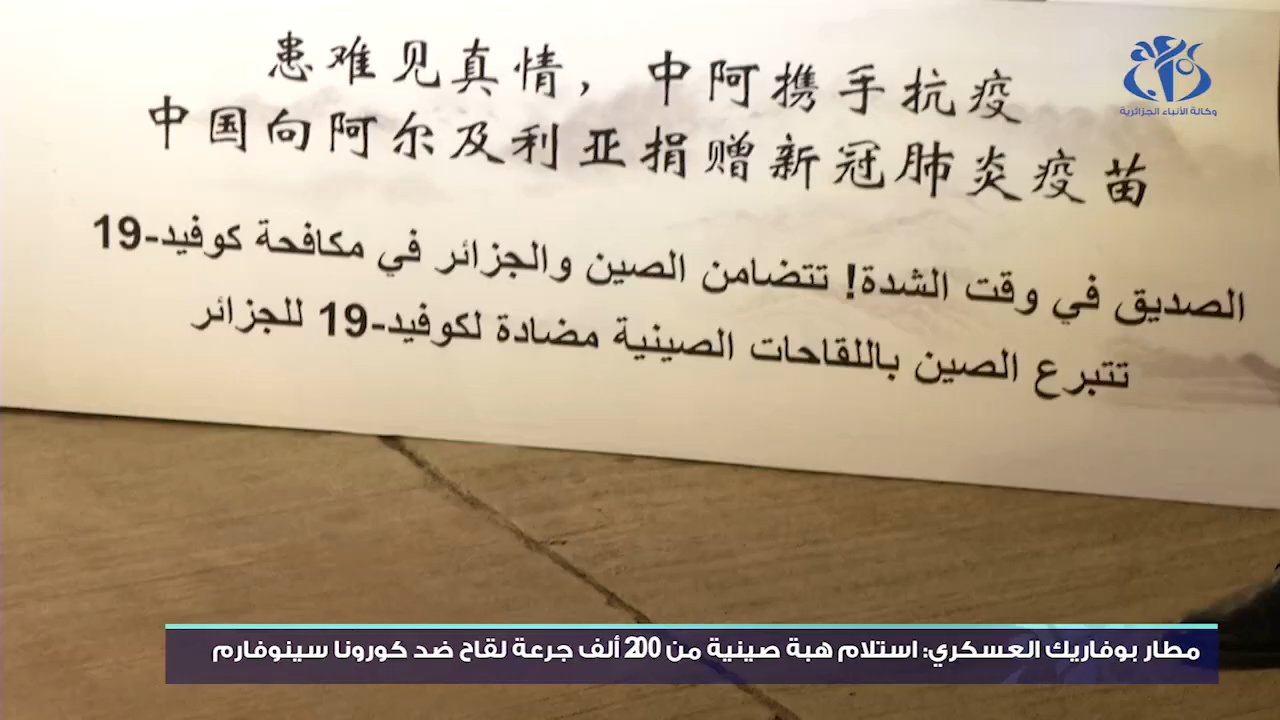 患难见真情，中阿携手抗疫
中国向阿尔及利亚捐赠新冠肺炎疫苗
الصديق في وقت الشدة! تتضامن الصين والجزائر في مكافحة كوفيد-19
تتبرع الصين باللقاحات الصينية مضادة لكوفيد-19 للجزائر
وكالة الأنباء الجزائرية
مطار بوفاريك العسكري: استلام هبة صينية من 200 ألف جرعة لقاح ضد كورونا سينوفارم